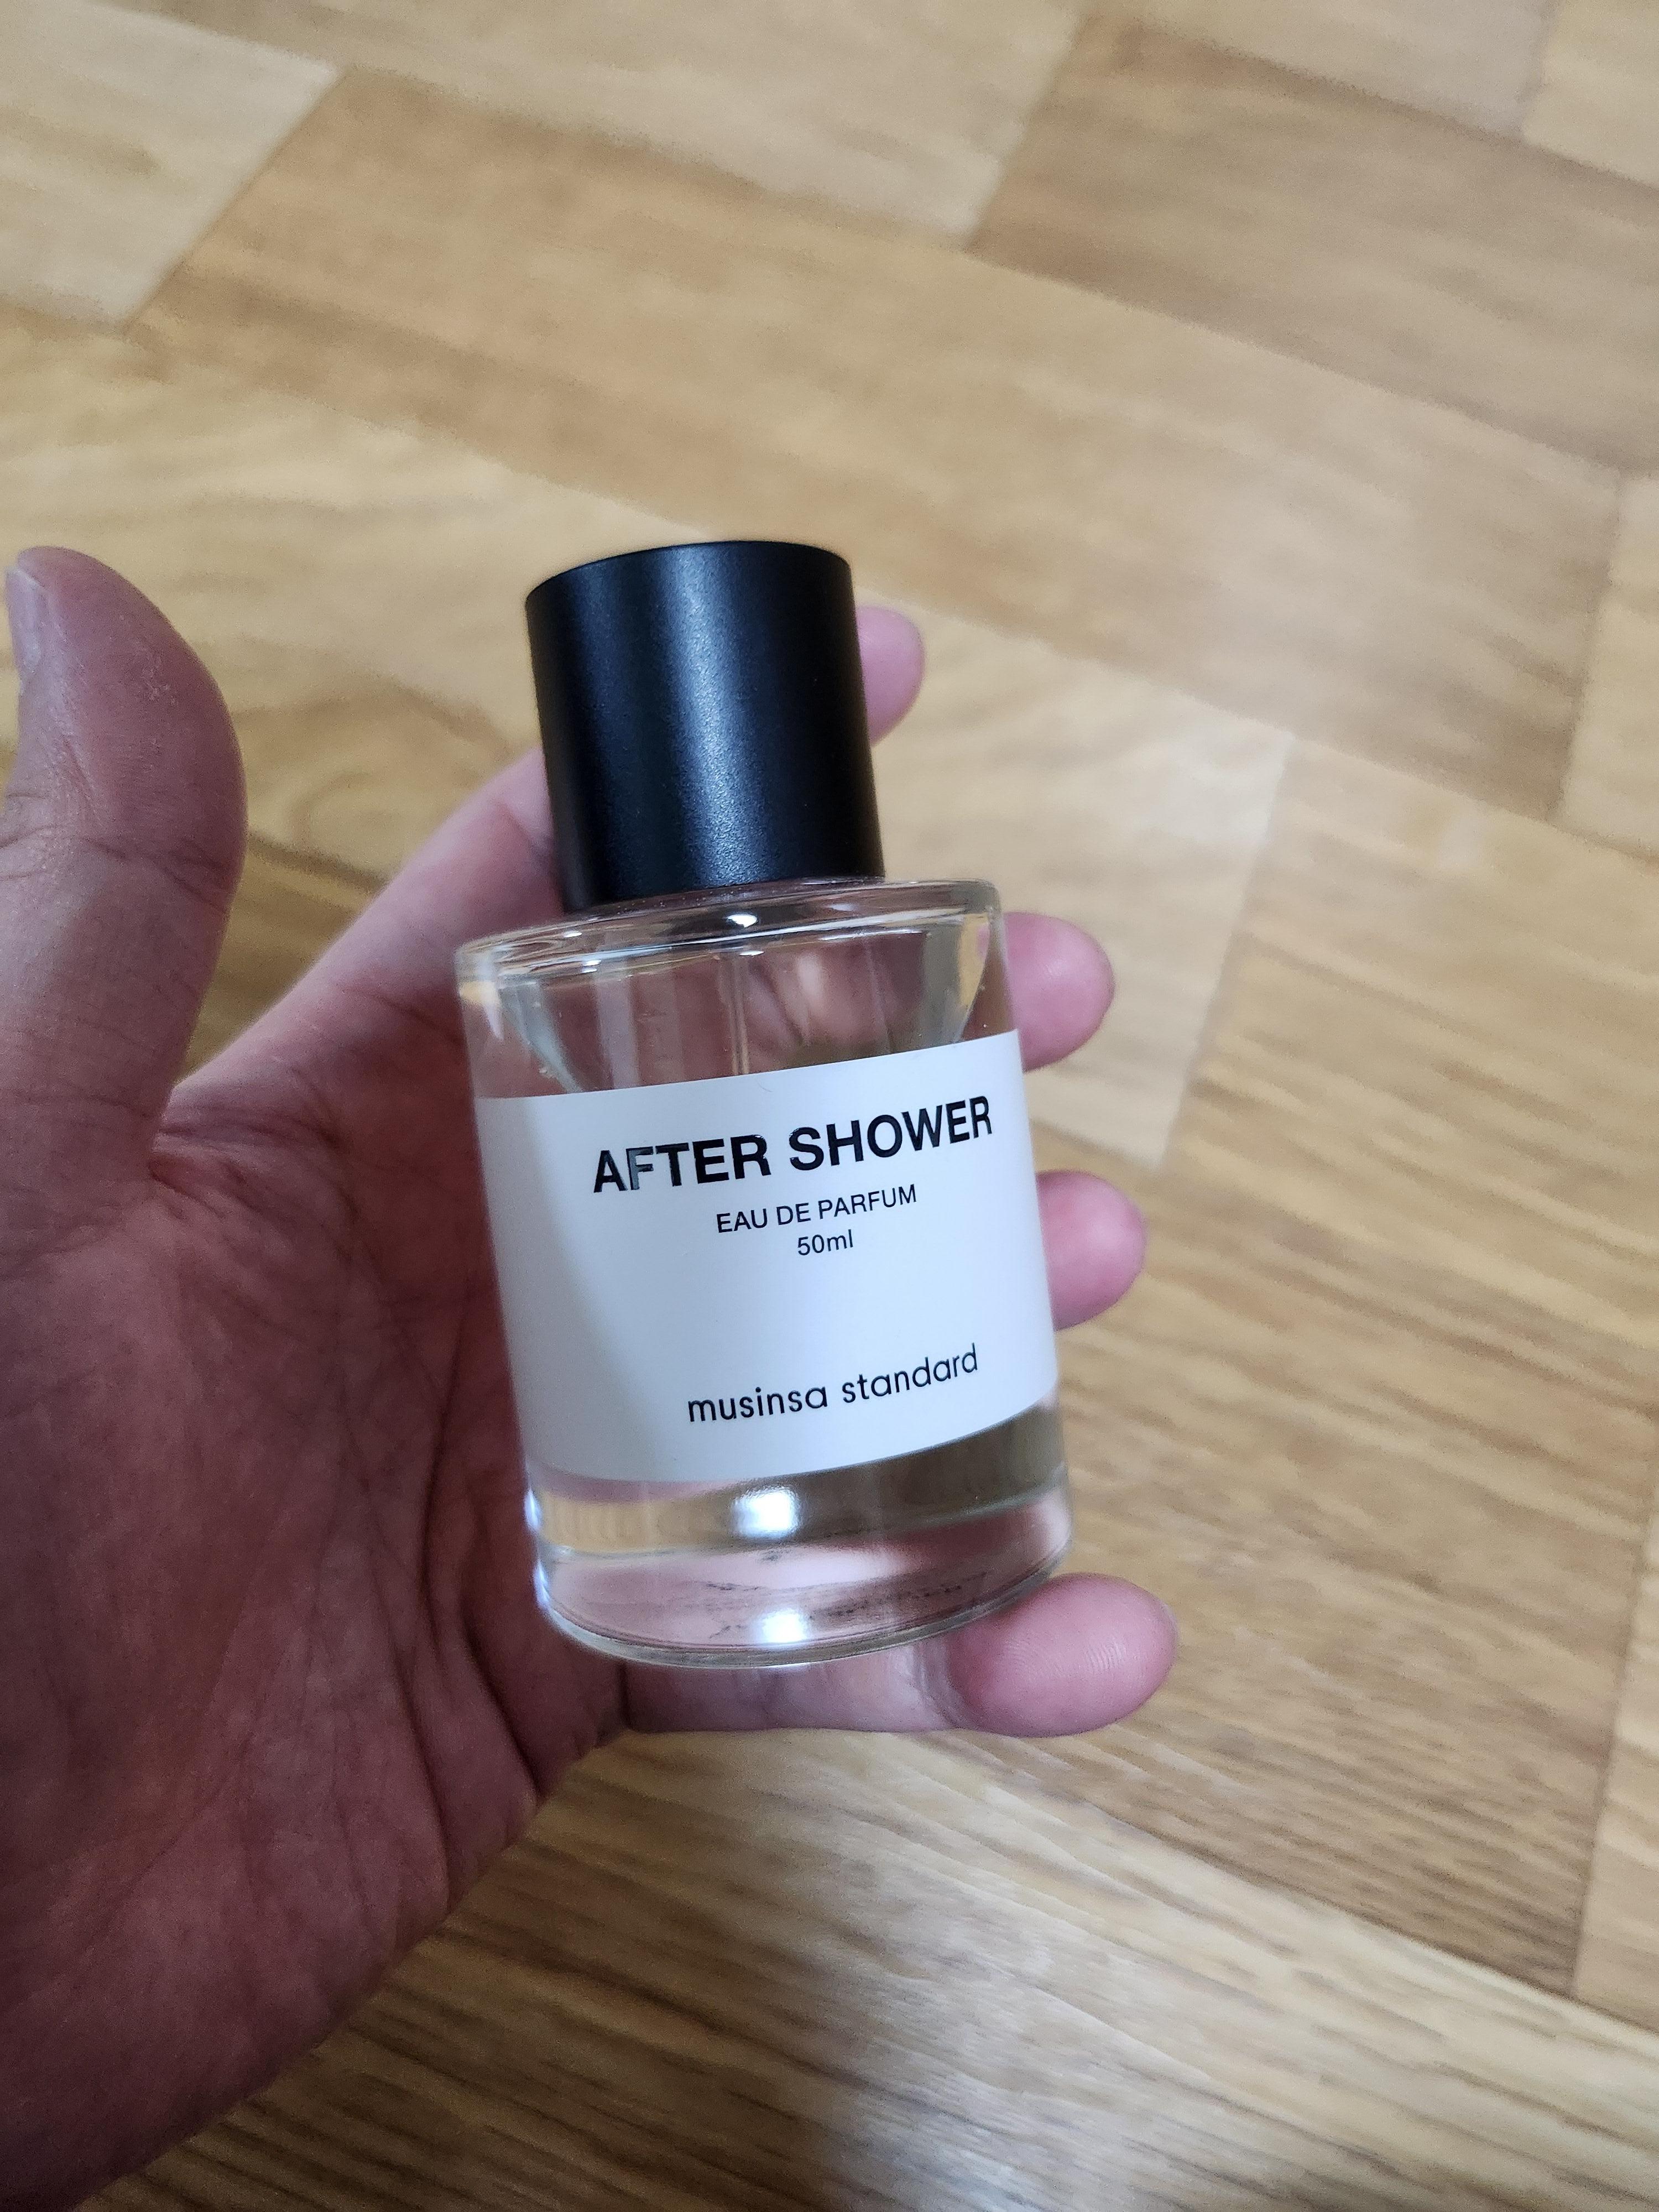 AFTER SHOWER
EAU DE PARFUM
50ml
musinsa standard